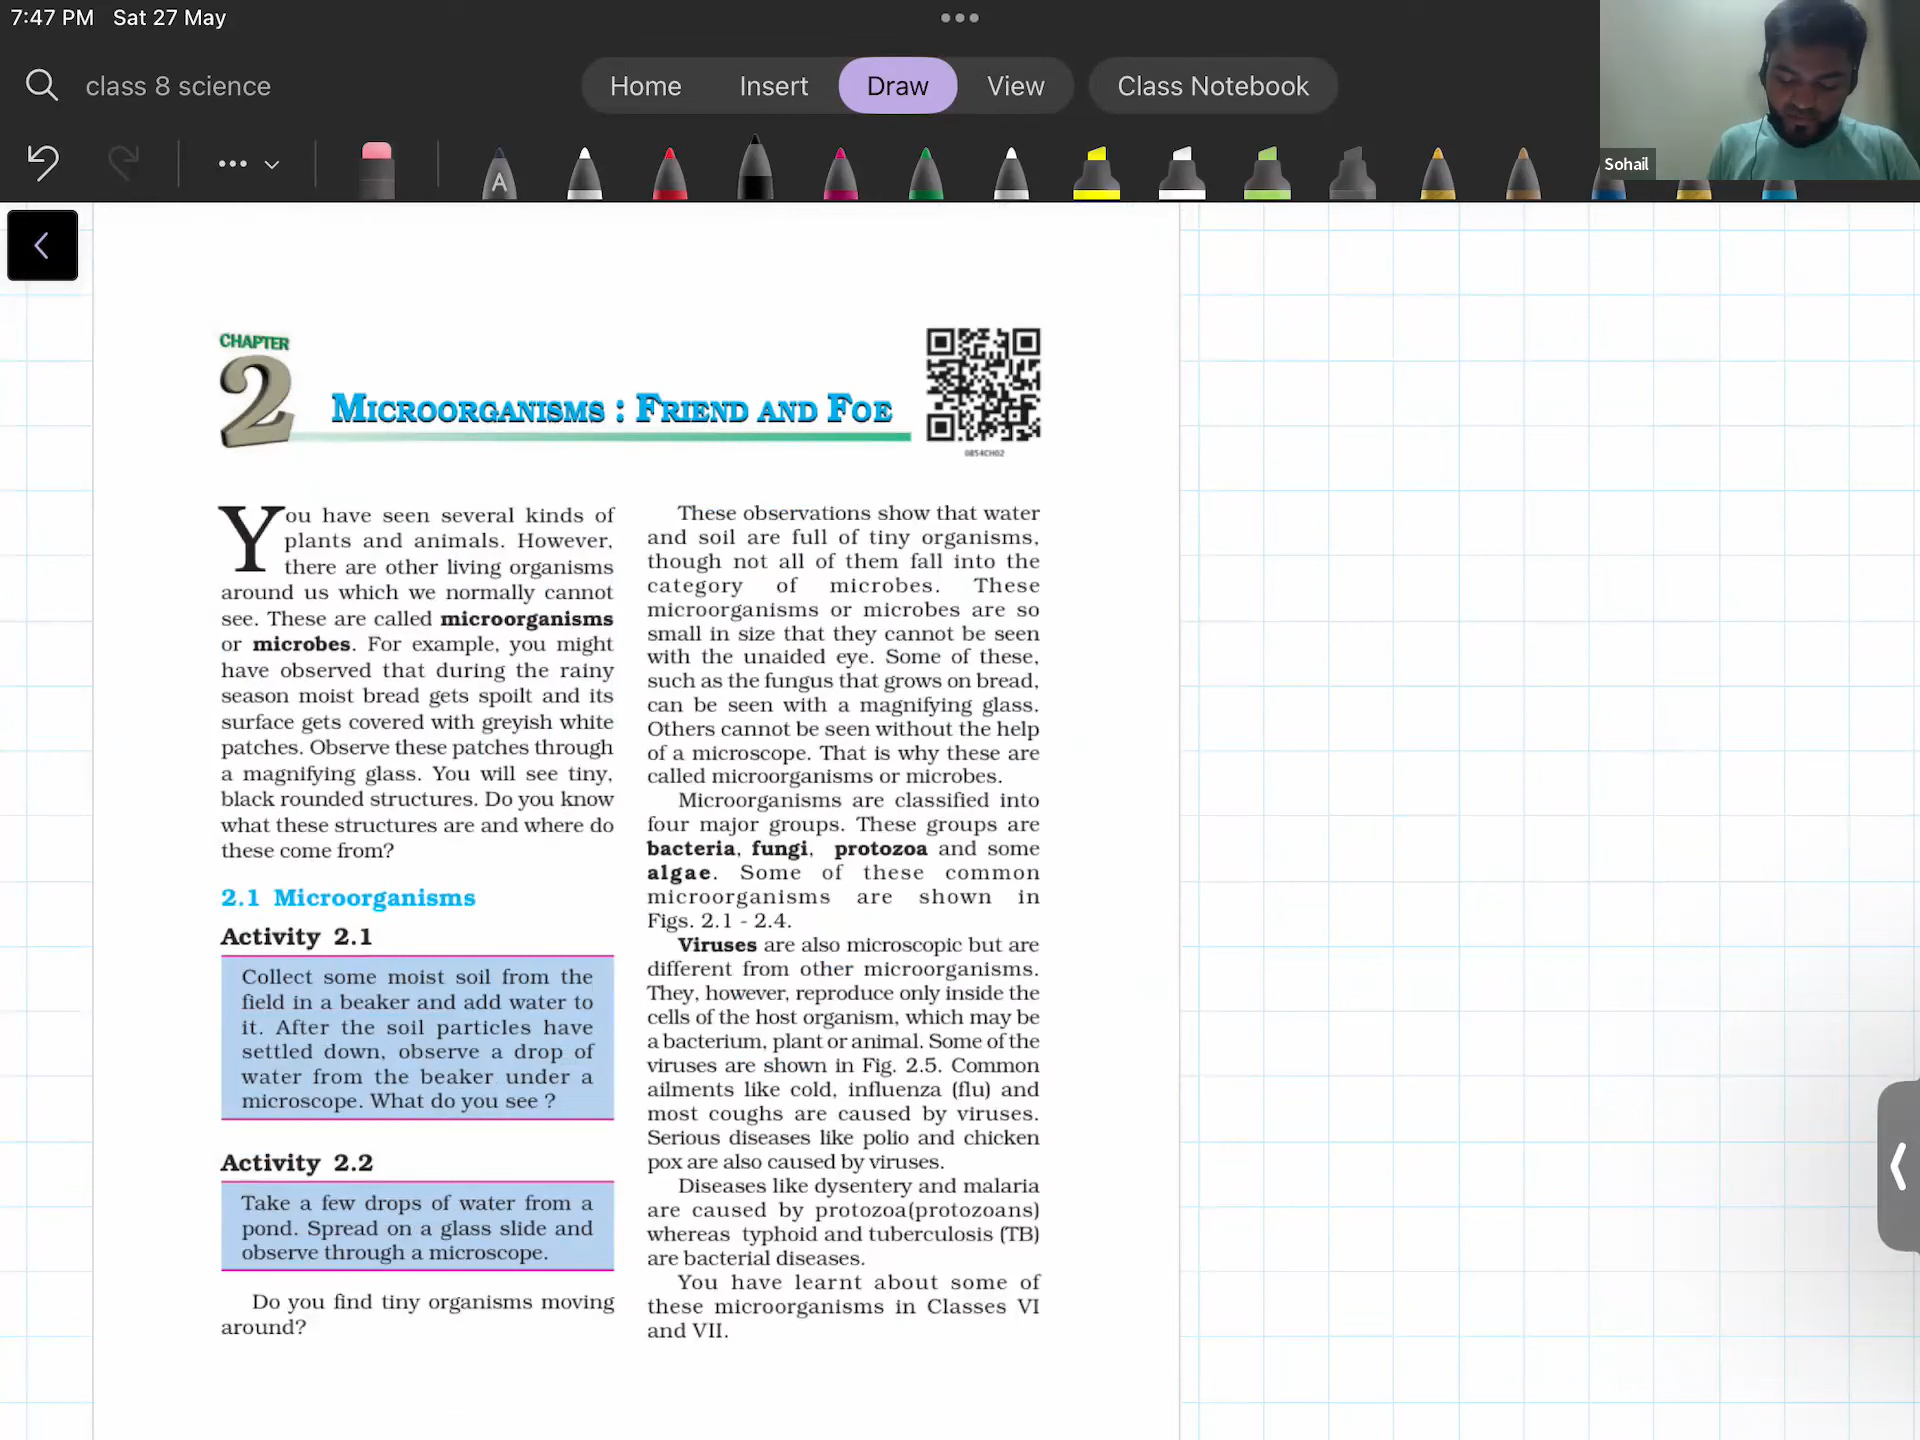 7:47 PM Sat 27 May
class 8 science
Home Insert Draw View Class Notebook
A
Sohail
CHAPTER
2
MICROORGANISMS : FRIEND AND FOE
0854CH02
You have seen several kinds of
plants and animals. However,
there are other living organisms
around us which we normally cannot
see. These are called microorganisms
or microbes. For example, you might
have observed that during the rainy
season moist bread gets spoilt and its
surface gets covered with greyish white
patches. Observe these patches through
a magnifying glass. You will see tiny,
black rounded structures. Do you know
what these structures are and where do
these come from?
2.1 Microorganisms
Activity 2.1
Collect some moist soil from the
field in a beaker and add water to
it. After the soil particles have
settled down, observe a drop of
water from the beaker under a
microscope. What do you see ?
Activity 2.2
Take a few drops of water from a
pond. Spread on a glass slide and
observe through a microscope.
Do you find tiny organisms moving
around?
These observations show that water
and soil are full of tiny organisms,
though not all of them fall into the
category of microbes. These
microorganisms or microbes are so
small in size that they cannot be seen
with the unaided eye. Some of these,
such as the fungus that grows on bread,
can be seen with a magnifying glass.
Others cannot be seen without the help
of a microscope. That is why these are
called microorganisms or microbes.
Microorganisms are classified into
four major groups. These groups are
bacteria, fungi, protozoa and some
algae. Some of these common
microorganisms are shown in
Figs. 2.1 - 2.4.
Viruses are also microscopic but are
different from other microorganisms.
They, however, reproduce only inside the
cells of the host organism, which may be
a bacterium, plant or animal. Some of the
viruses are shown in Fig. 2.5. Common
ailments like cold, influenza (flu) and
most coughs are caused by viruses.
Serious diseases like polio and chicken
pox are also caused by viruses.
Diseases like dysentery and malaria
are caused by protozoa(protozoans)
whereas typhoid and tuberculosis (TB)
are bacterial diseases.
You have learnt about some of
these microorganisms in Classes VI
and VII.